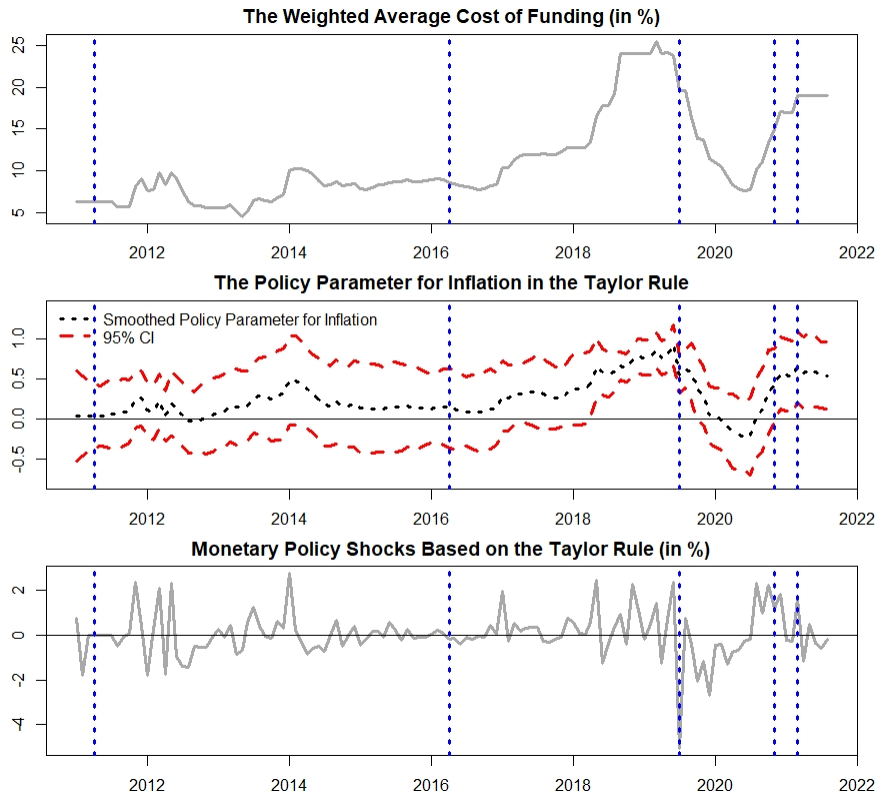 The Weighted Average Cost of Funding (in %)
25
20
15
10
5
2012 2014 2016 2018 2020 2022
The Policy Parameter for Inflation in the Taylor Rule
Smoothed Policy Parameter for Inflation
95% CI
1.0
0.5
0.0
-0.5
2012 2014 2016 2018 2020 2022
Monetary Policy Shocks Based on the Taylor Rule (in %)
2
0
-2
-4
2012 2014 2016 2018 2020 2022